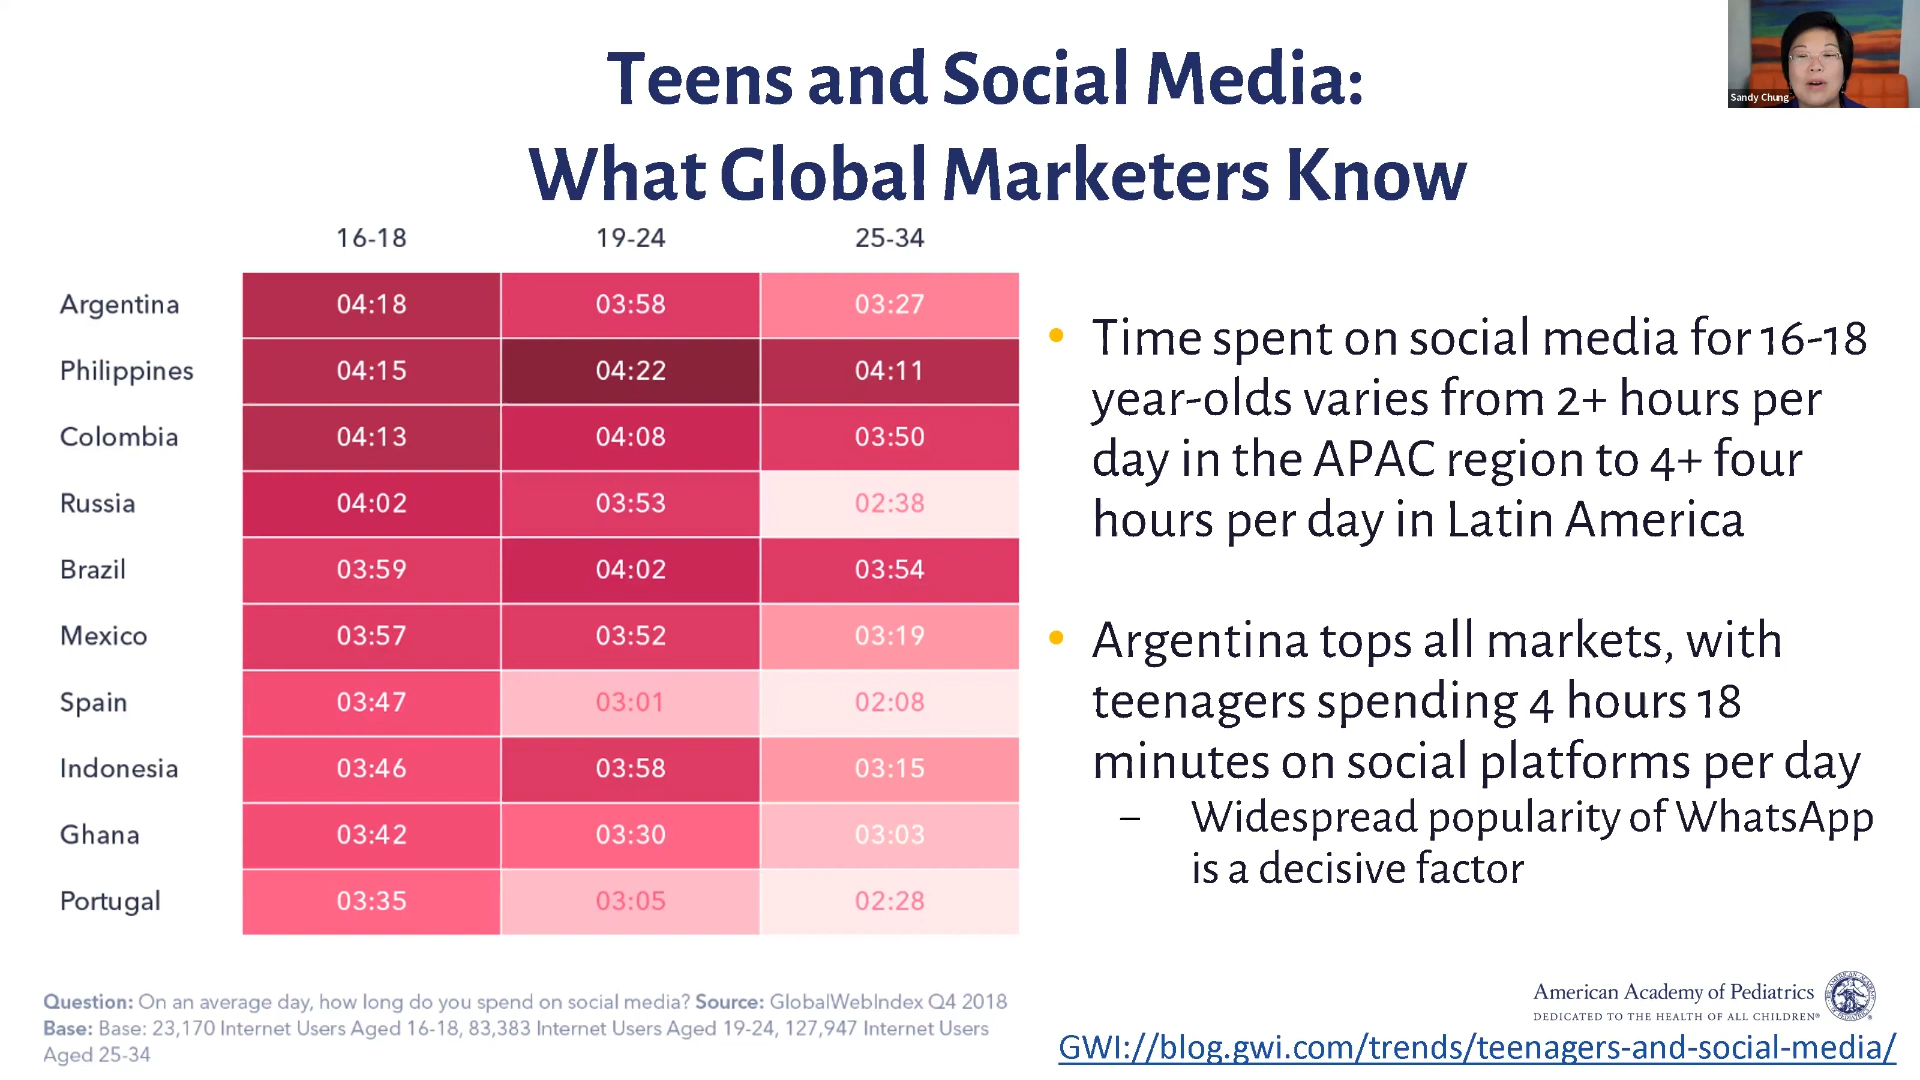 Teens and Social Media:
What Global Marketers Know
Sandy Chung
16-18 19-24 25-34
Argentina 04:18 03:58 03:27
Philippines 04:15 04:22 04:11
Colombia 04:13 04:08 03:50
Russia 04:02 03:53 02:38
Brazil 03:59 04:02 03:54
Mexico 03:57 03:52 03:19
Spain 03:47 03:01 02:08
Indonesia 03:46 03:58 03:15
Ghana 03:42 03:30 03:03
Portugal 03:35 03:05 02:28
Question: On an average day, how long do you spend on social media? Source: GlobalWebIndex Q4 2018
Base: Base: 23,170 Internet Users Aged 16-18, 83,383 Internet Users Aged 19-24, 127,947 Internet Users
Aged 25-34
• Time spent on social media for 16-18
year-olds varies from 2+ hours per
day in the APAC region to 4+ four
hours per day in Latin America
• Argentina tops all markets, with
teenagers spending 4 hours 18
minutes on social platforms per day
– Widespread popularity of WhatsApp
is a decisive factor
American Academy of Pediatrics
DEDICATED TO THE HEALTH OF ALL CHILDREN®
GWI://blog.gwi.com/trends/teenagers-and-social-media/